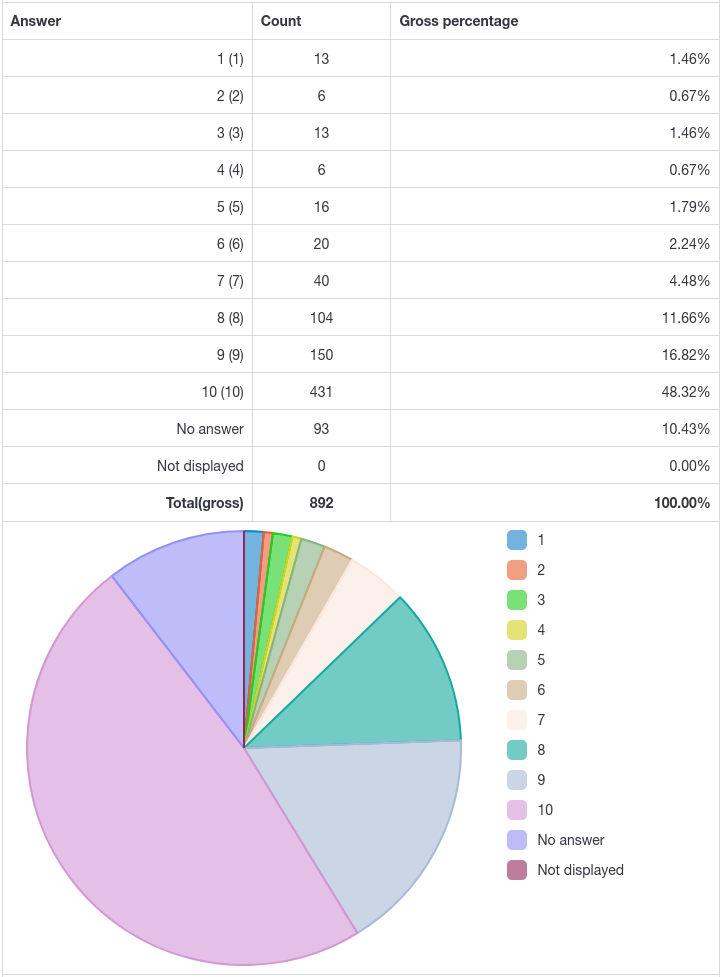 Answer Count Gross percentage
1 (1) 13 1.46%
2 (2) 6 0.67%
3 (3) 13 1.46%
4 (4) 6 0.67%
5 (5) 16 1.79%
6 (6) 20 2.24%
7 (7) 40 4.48%
8 (8) 104 11.66%
9 (9) 150 16.82%
10 (10) 431 48.32%
No answer 93 10.43%
Not displayed 0 0.00%
Total(gross) 892 100.00%
1
2
3
4
5
6
7
8
9
10
No answer
Not displayed